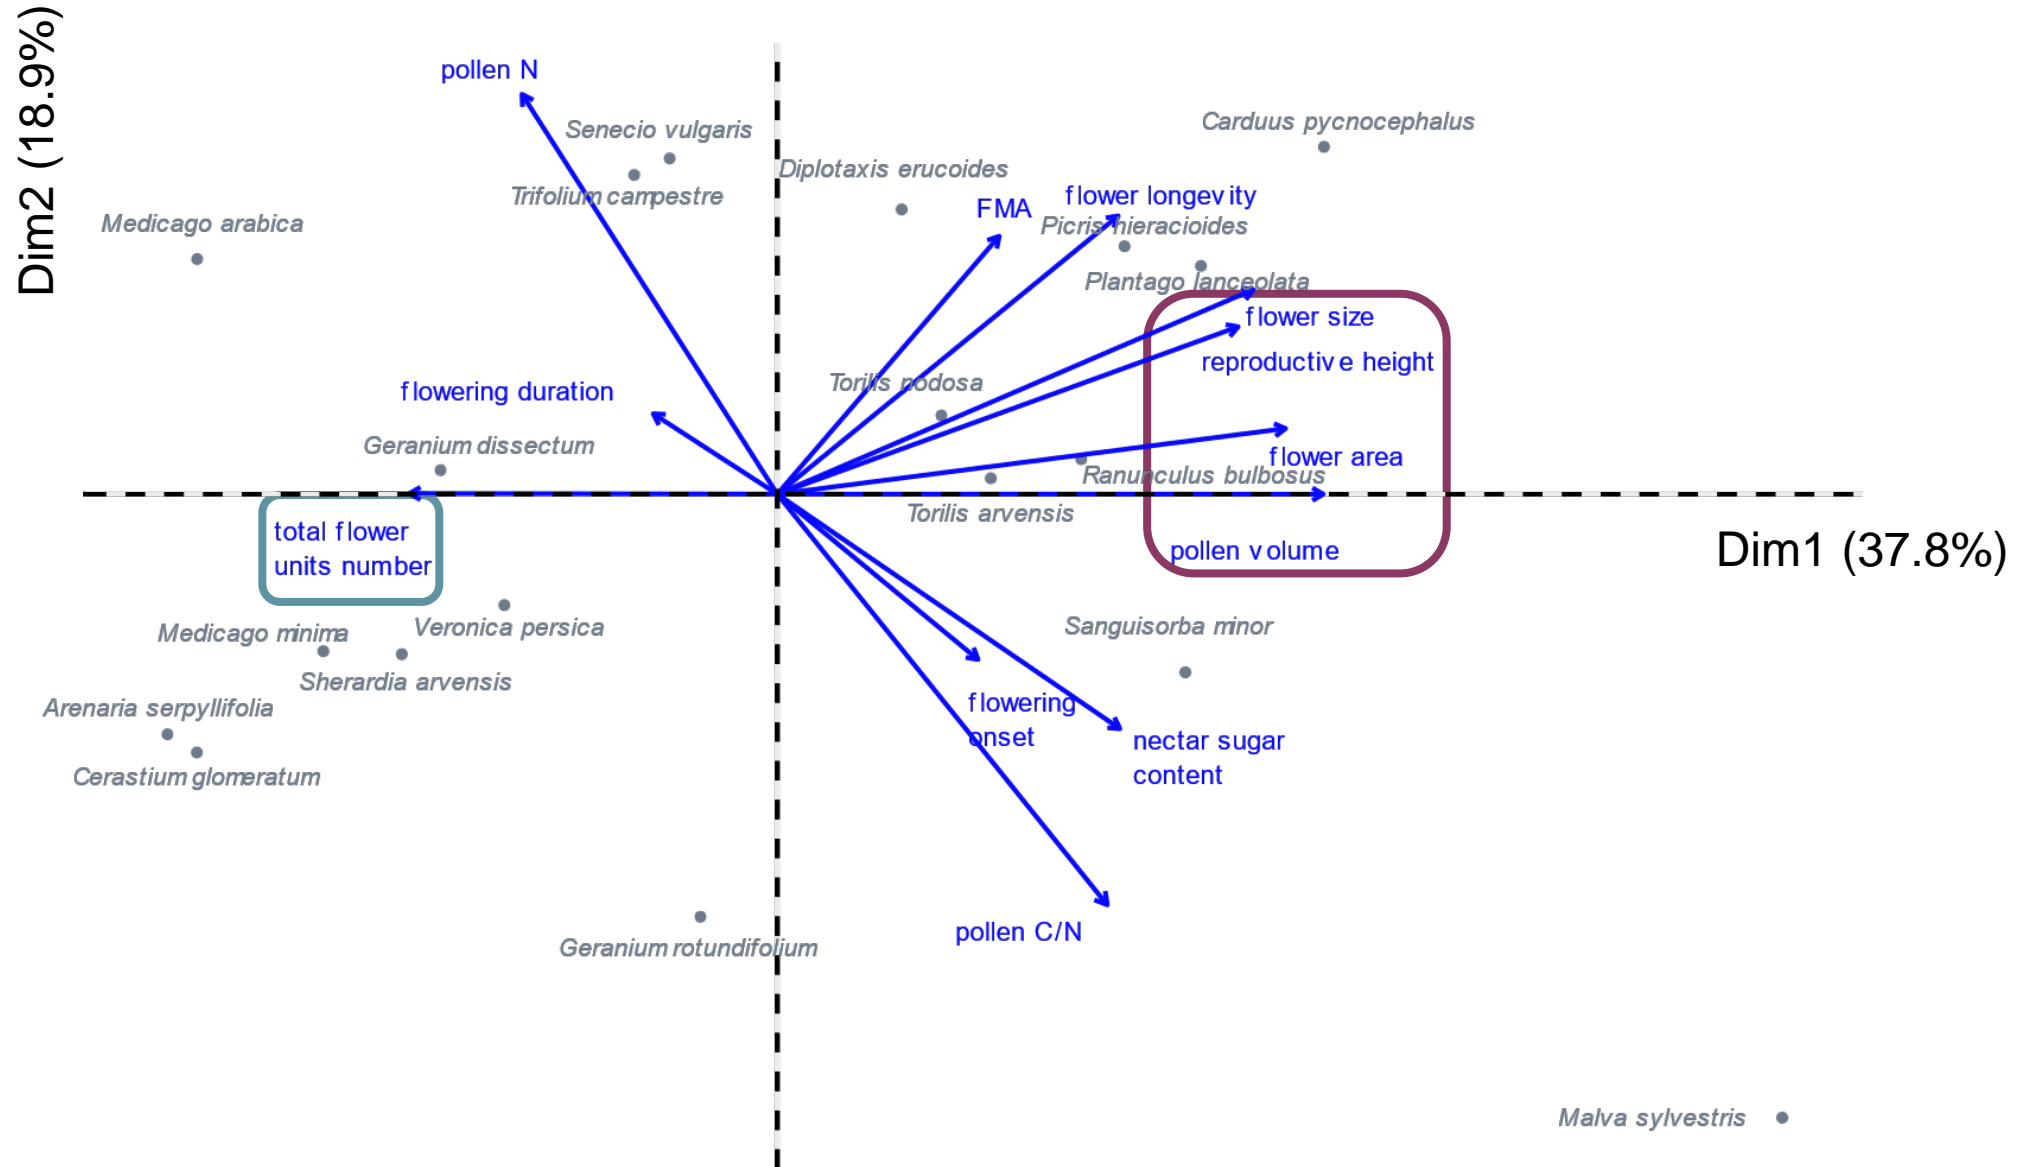 Dim2 (18.9%)
pollen N
Senecio vulgaris
Carduus pycnocephalus
Diplotaxis erucoides
Trifolium campestre
flower longevity
FMA
Medicago arabica
Picris hieracioides
Plantago lanceolata
flower size
reproductive height
Torilis nodosa
flowering duration
Geranium dissectum
flower area
Ranunculus bulbosus
Torilis arvensis
total flower
units number
pollen volume
Dim1 (37.8%)
Medicago minima
Veronica persica
Sanguisorba minor
Sherardia arvensis
Arenaria serpyllifolia
flowering
onset
nectar sugar
content
Cerastium glomeratum
pollen C/N
Geranium rotundifolium
Malva sylvestris